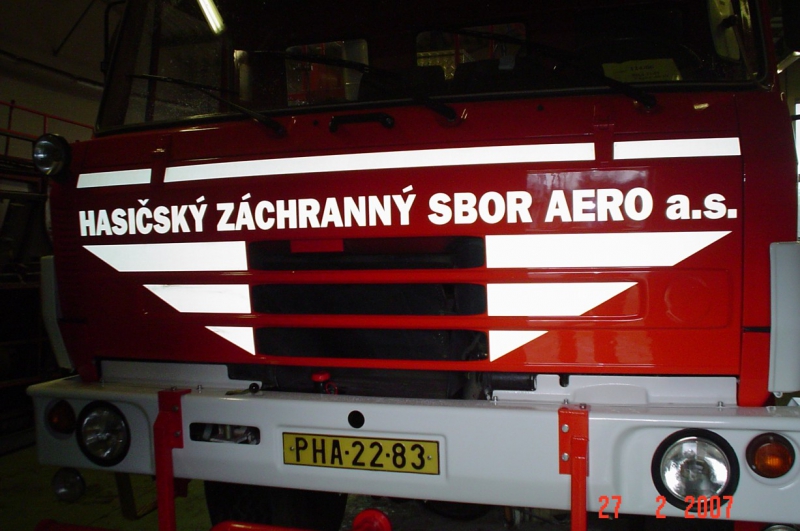 HASIČSKÝ ZÁCHRANNÝ SBOR AERO a.s.
PHA·22-83
27 2 2007